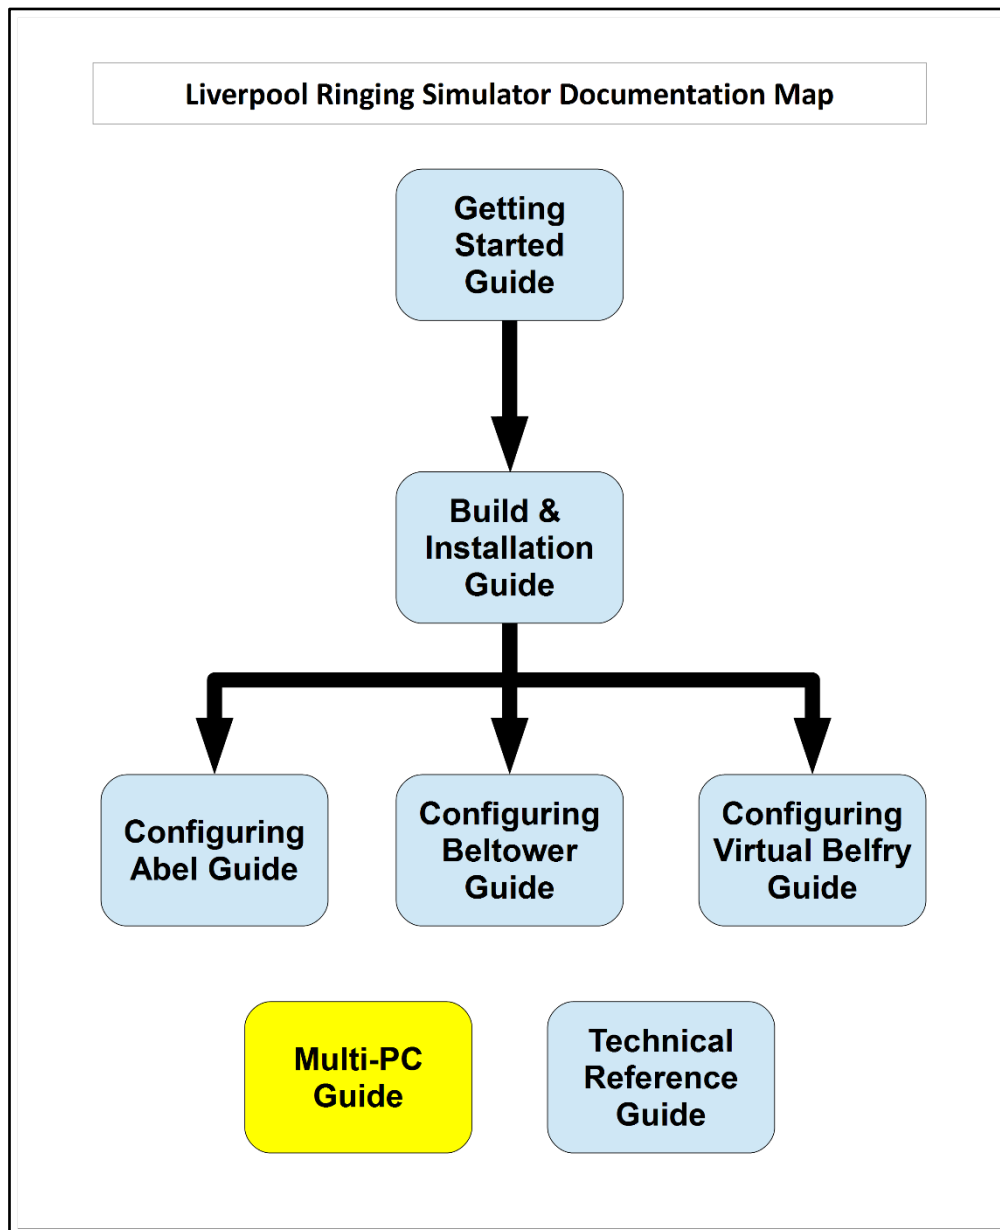 Liverpool Ringing Simulator Documentation Map
Getting
Started
Guide
Build &
Installation
Guide
Configuring
Abel Guide
Configuring
Beltower
Guide
Configuring
Virtual Belfry
Guide
Multi-PC
Guide
Technical
Reference
Guide